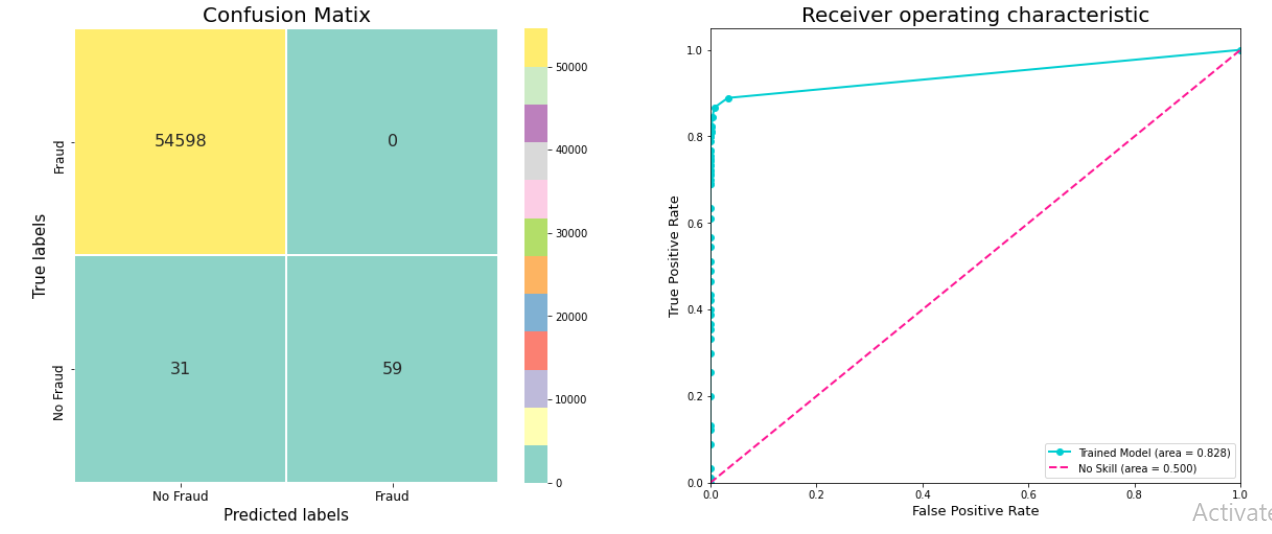 Confusion Matix
Fraud
No Fraud
True labels
54598
0
31
59
No Fraud
Fraud
Predicted labels
50000
40000
30000
20000
10000
0
Receiver operating characteristic
True Positive Rate
1.0
0.8
0.6
0.4
0.2
0.0
0.0
0.2
0.4
0.6
0.8
1.0
False Positive Rate
Trained Model (area = 0.828)
No Skill (area = 0.500)
Activate